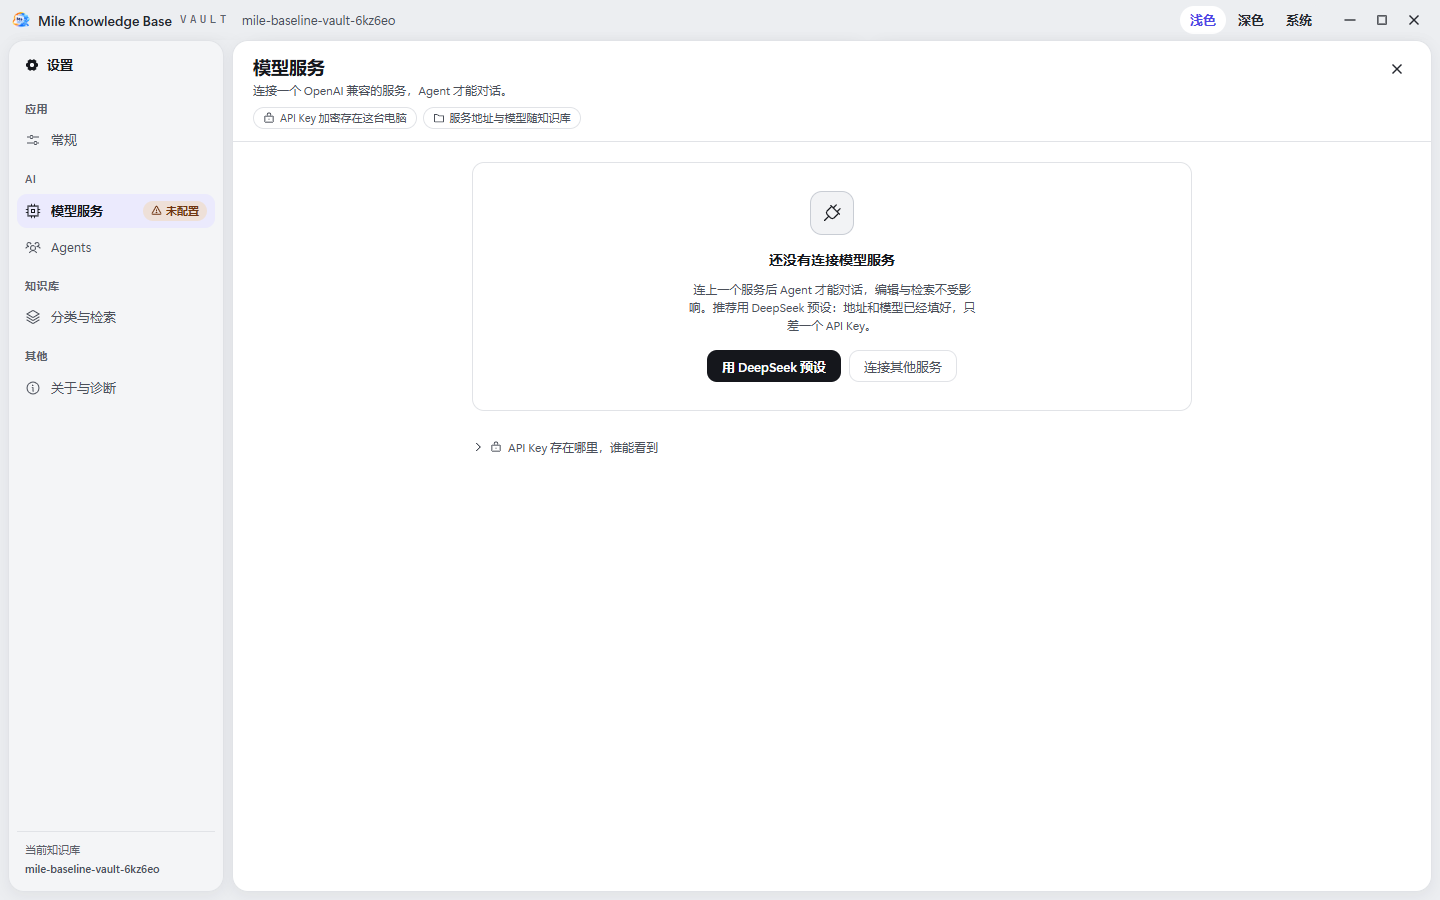 Mile Knowledge Base VAULT mile-baseline-vault-6kz6eo 浅色 深色 系统
设置
应用
常规
AI
模型服务 未配置
Agents
知识库
分类与检索
其他
关于与诊断
当前知识库
mile-baseline-vault-6kz6eo
模型服务
连接一个 OpenAI 兼容的服务，Agent 才能对话。
API Key 加密存在这台电脑 服务地址与模型随知识库
还没有连接模型服务
连上一个服务后 Agent 才能对话，编辑与检索不受影
响。推荐用 DeepSeek 预设：地址和模型已经填好，只
差一个 API Key。
用 DeepSeek 预设 连接其他服务
API Key 存在哪里，谁能看到